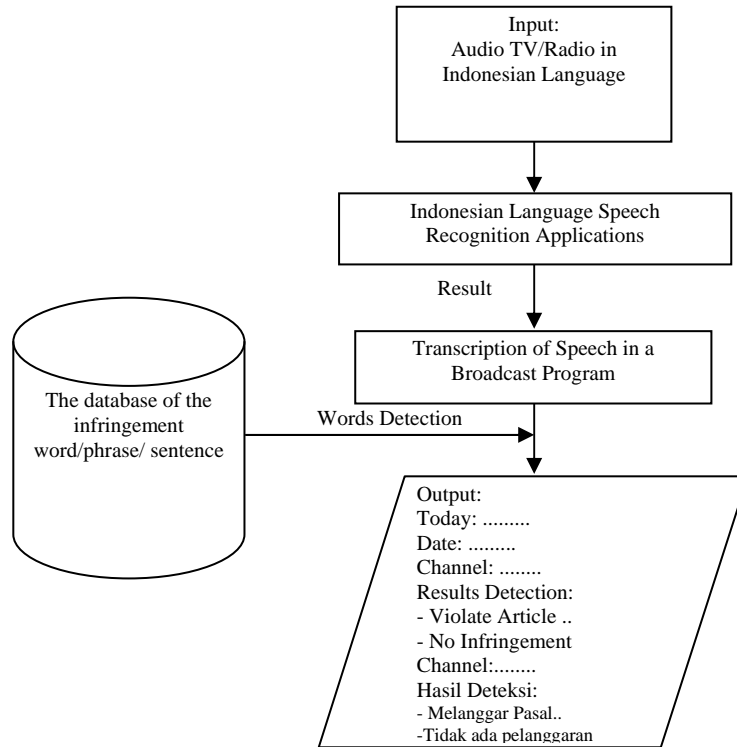 Input:
Audio TV/Radio in
Indonesian Language
Indonesian Language Speech
Recognition Applications
Result
Transcription of Speech in a
Broadcast Program
The database of the
infringement
word/phrase/ sentence
Words Detection
Output:
Today: .........
Date: .........
Channel: ........
Results Detection:
- Violate Article ..
- No Infringement
Channel:........
Hasil Deteksi:
- Melanggar Pasal..
-Tidak ada pelanggaran